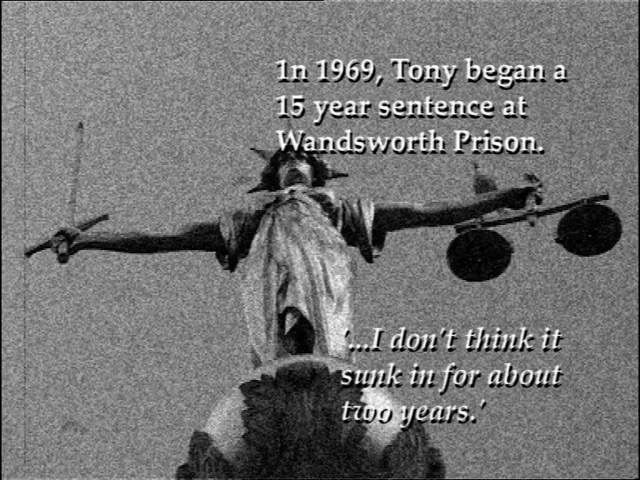 1n 1969, Tony began a
15 year sentence at
Wandsworth Prison.
'...I don't think it
sunk in for about
two years.'